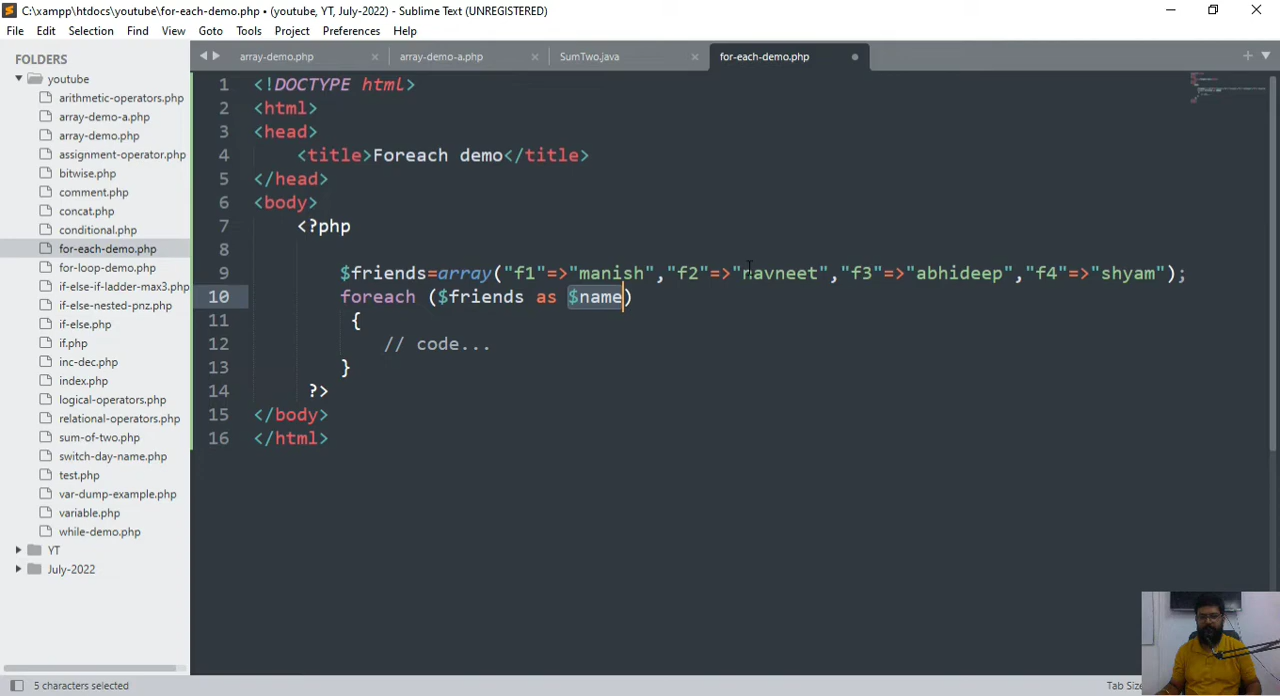 C:\xampp\htdocs\youtube\for-each-demo.php • (youtube, YT, July-2022) - Sublime Text (UNREGISTERED)
File Edit Selection Find View Goto Tools Project Preferences Help
FOLDERS
youtube
arithmetic-operators.php
array-demo-a.php
array-demo.php
assignment-operator.php
bitwise.php
comment.php
concat.php
conditional.php
for-each-demo.php
for-loop-demo.php
if-else-if-ladder-max3.php
if-else-nested-pnz.php
if-else.php
if.php
inc-dec.php
index.php
logical-operators.php
relational-operators.php
sum-of-two.php
switch-day-name.php
test.php
var-dump-example.php
variable.php
while-demo.php
YT
July-2022
array-demo.php array-demo-a.php SumTwo.java for-each-demo.php
1 <!DOCTYPE html>
2 <html>
3 <head>
4 <title>Foreach demo</title>
5 </head>
6 <body>
7 <?php
8
9 $friends=array("f1"=>"manish","f2"=>"navneet","f3"=>"abhideep","f4"=>"shyam");
10 foreach ($friends as $name)
11 {
12 // code...
13 }
14 ?>
15 </body>
16 </html>
5 characters selected
Tab Size